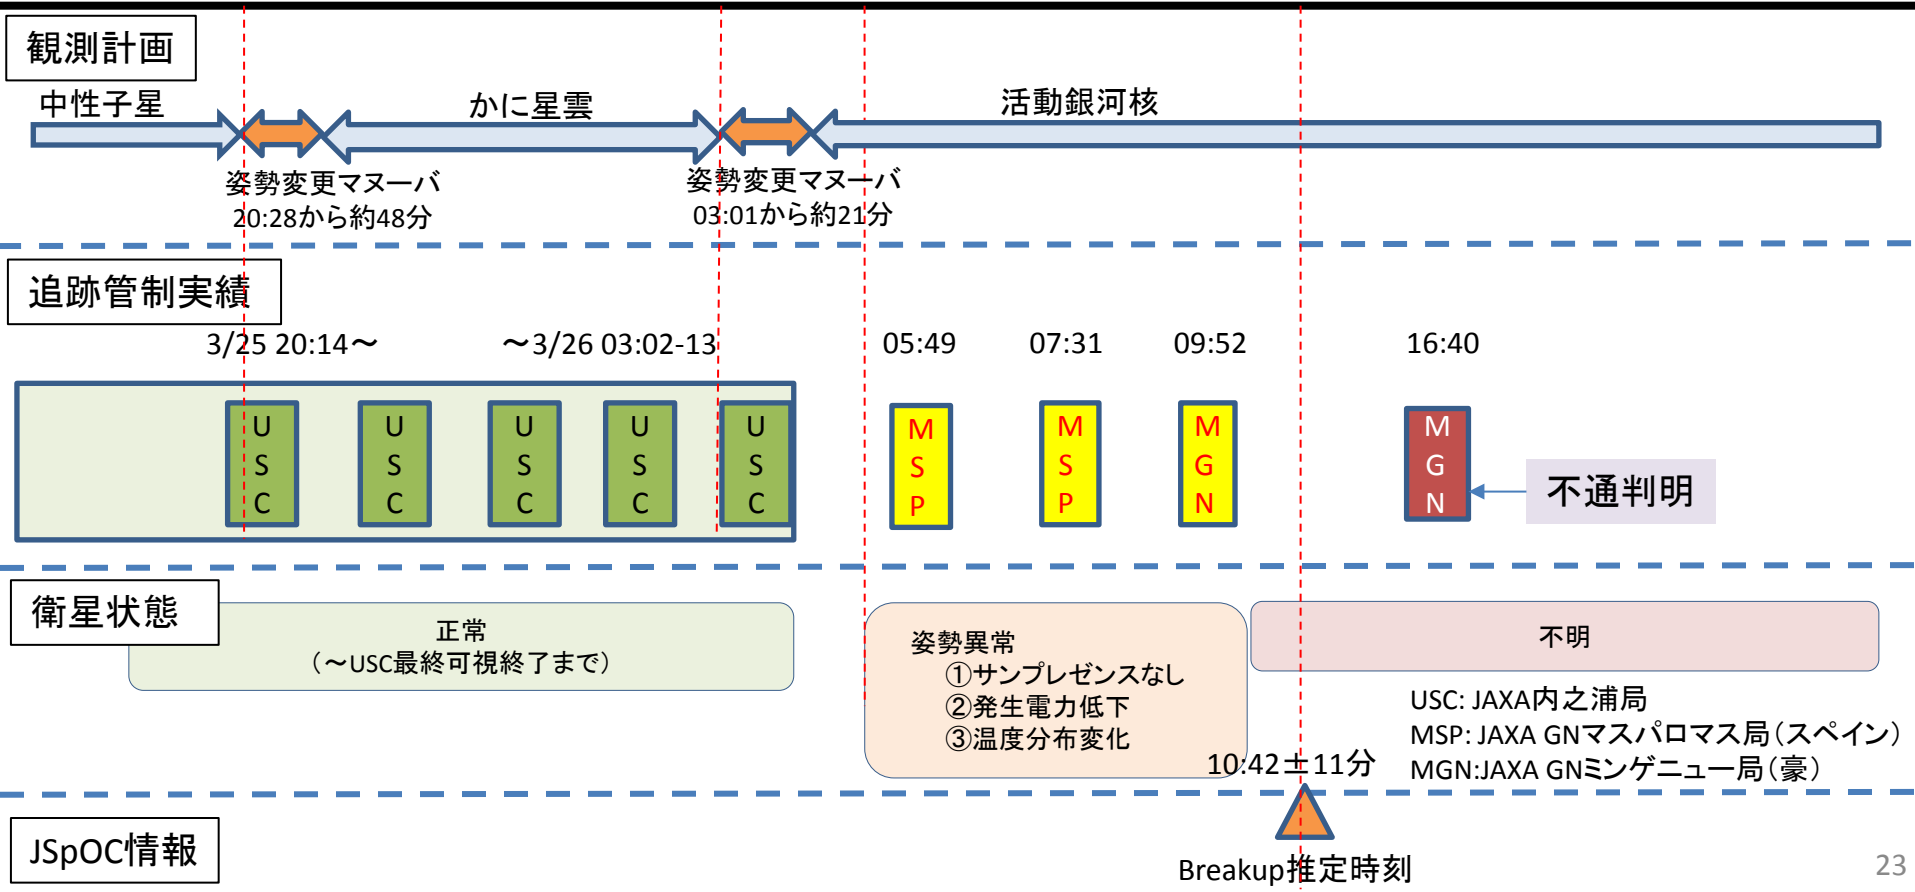 観測計画
中性子星
かに星雲
活動銀河核
姿勢変更マヌーバ
20:28から約48分
姿勢変更マヌーバ
03:01から約21分
追跡管制実績
3/25 20:14～
～3/26 03:02-13
05:49
07:31
09:52
16:40
USC
USC
USC
USC
USC
MSP
MSP
MGN
MGN
不通判明
衛星状態
正常
（～USC最終可視終了まで）
姿勢異常
①サンプレゼンスなし
②発生電力低下
③温度分布変化
不明
USC: JAXA内之浦局
MSP: JAXA GNマスパロマス局（スペイン）
MGN:JAXA GNミンゲニュー局（豪）
10:42±11分
JSpOC情報
Breakup推定時刻
23